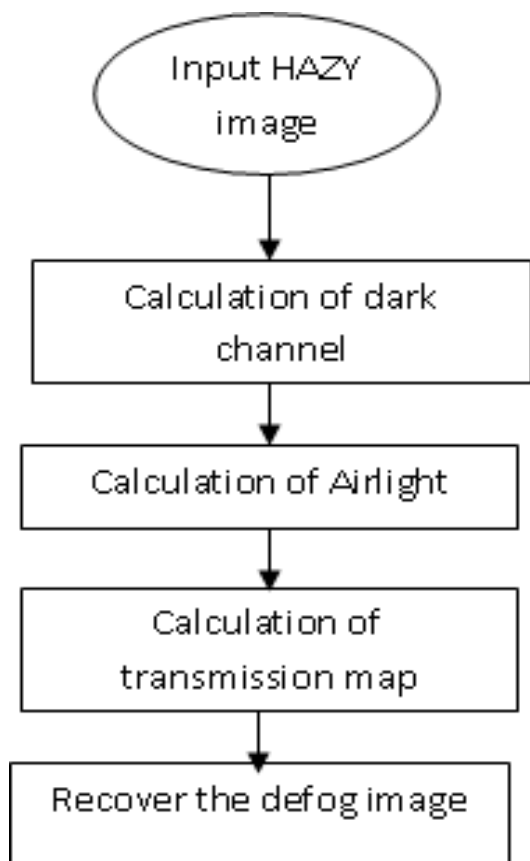 Input HAZY
image
Calculation of dark
channel
Calculation of Airlight
Calculation of
transmission map
Recover the defog image